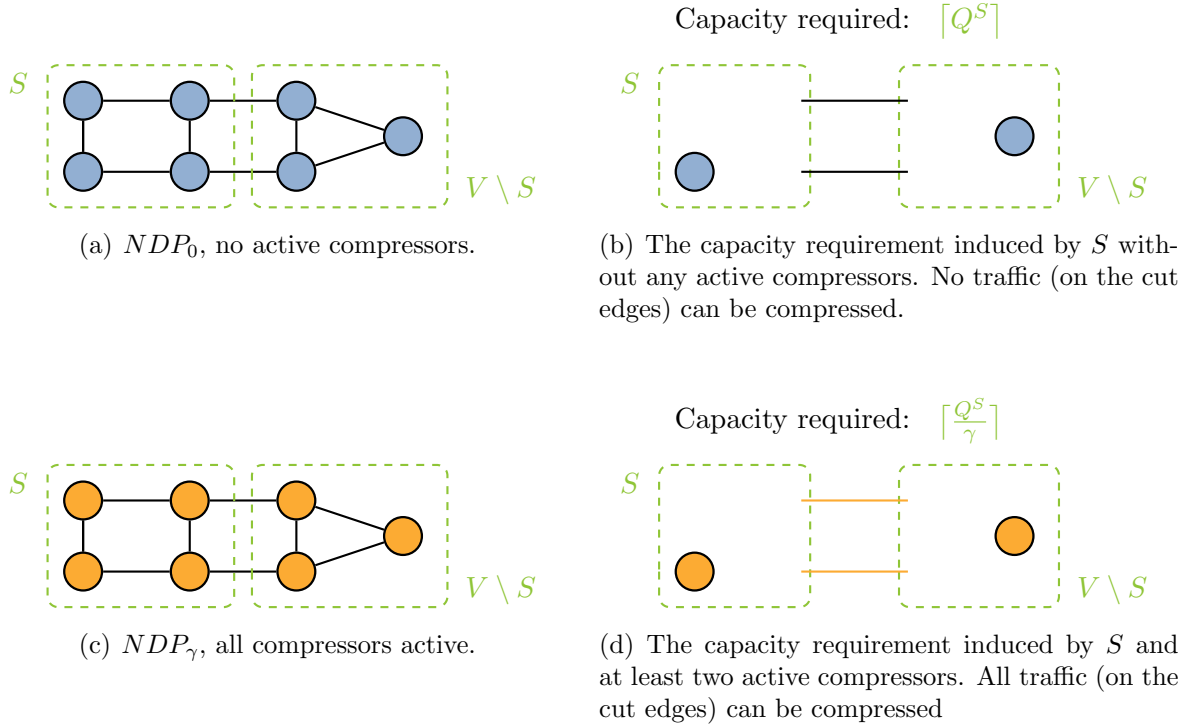 Capacity required: ⌈Q^S⌉
S
V \ S
S
V \ S
(a) NDP_0, no active compressors.
(b) The capacity requirement induced by S with-
out any active compressors. No traffic (on the cut
edges) can be compressed.
Capacity required: ⌈Q^S/γ⌉
S
V \ S
S
V \ S
(c) NDP_γ, all compressors active.
(d) The capacity requirement induced by S and
at least two active compressors. All traffic (on the
cut edges) can be compressed